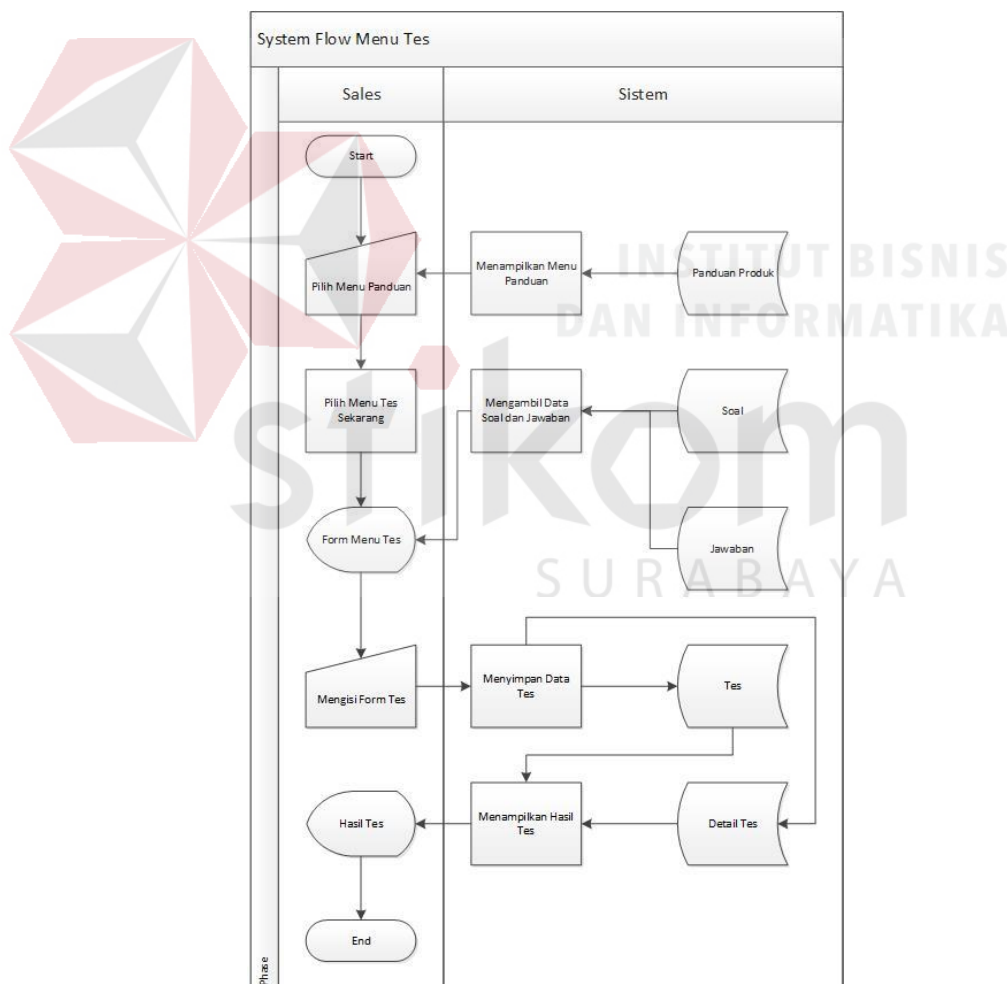 System Flow Menu Tes
Sales
Sistem
Start
Pilih Menu Panduan
Menampilkan Menu
Panduan
Panduan Produk
INSTITUT BISNIS
DAN INFORMATIKA
Pilih Menu Tes
Sekarang
Mengambil Data
Soal dan Jawaban
Soal
stikom
Form Menu Tes
Jawaban
SURABAYA
Mengisi Form Tes
Menyimpan Data
Tes
Tes
Hasil Tes
Menampilkan Hasil
Tes
Detail Tes
End
Phase